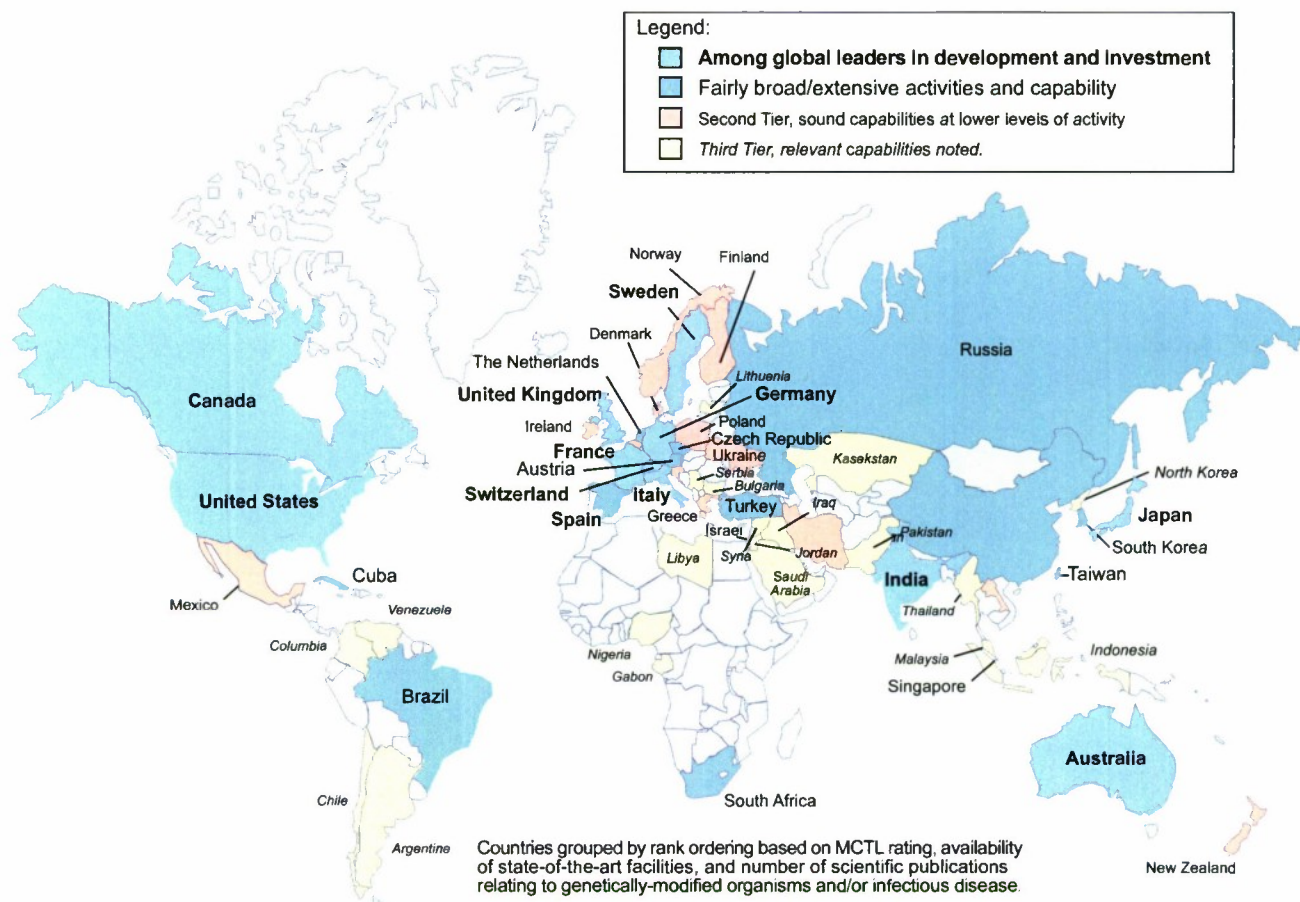 Legend:
Among global leaders in development and investment
Fairly broad/extensive activities and capability
Second Tier, sound capabilities at lower levels of activity
Third Tier, relevant capabilities noted.
Norway
Finland
Sweden
Denmark
The Netherlands
Lithuenia
United Kingdom
Germany
Russia
Canada
Ireland
Poland
Czech Republic
France
Ukraine
Austria
Kasakstan
Serbia
North Korea
Switzerland
Bulgaria
United States
Italy
Iraq
Spain
Turkey
Japan
Greece
Israel
Pakistan
South Korea
Syria
Jordan
Libya
Cuba
Saudi
Arabia
India
Taiwan
Mexico
Venezuele
Thailand
Columbia
Nigeria
Malaysia
Indonesia
Gabon
Singapore
Brazil
Australia
Chile
South Africa
Argentine
Countries grouped by rank ordering based on MCTL rating, availability
of state-of-the-art facilities, and number of scientific publications
relating to genetically-modified organisms and/or infectious disease.
New Zealand